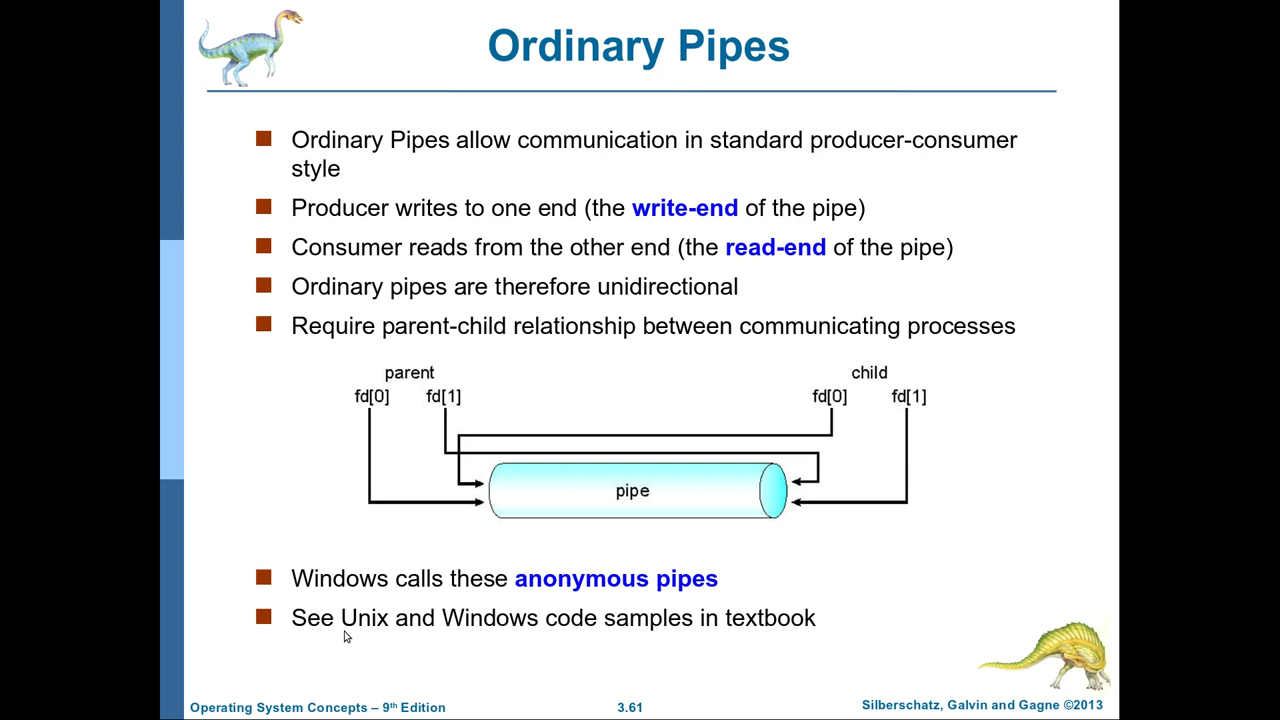 Ordinary Pipes
Ordinary Pipes allow communication in standard producer-consumer
style
Producer writes to one end (the write-end of the pipe)
Consumer reads from the other end (the read-end of the pipe)
Ordinary pipes are therefore unidirectional
Require parent-child relationship between communicating processes
parent child
fd[0] fd[1] fd[0] fd[1]
pipe
Windows calls these anonymous pipes
See Unix and Windows code samples in textbook
Operating System Concepts – 9th Edition 3.61 Silberschatz, Galvin and Gagne ©2013